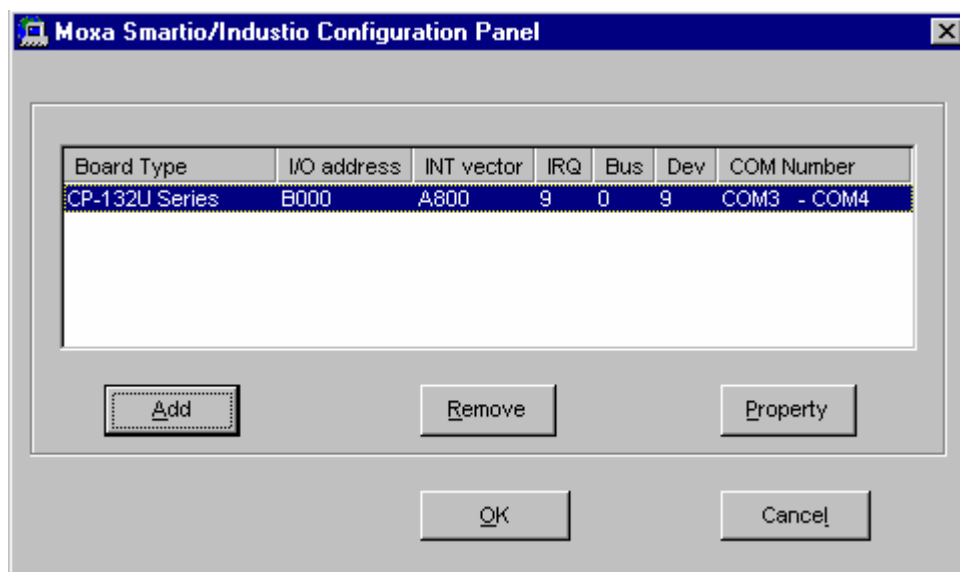 Moxa Smartio/Industio Configuration Panel
Board Type I/O address INT vector IRQ Bus Dev COM Number
CP-132U Series B000 A800 9 0 9 COM3 - COM4
Add Remove Property
OK Cancel